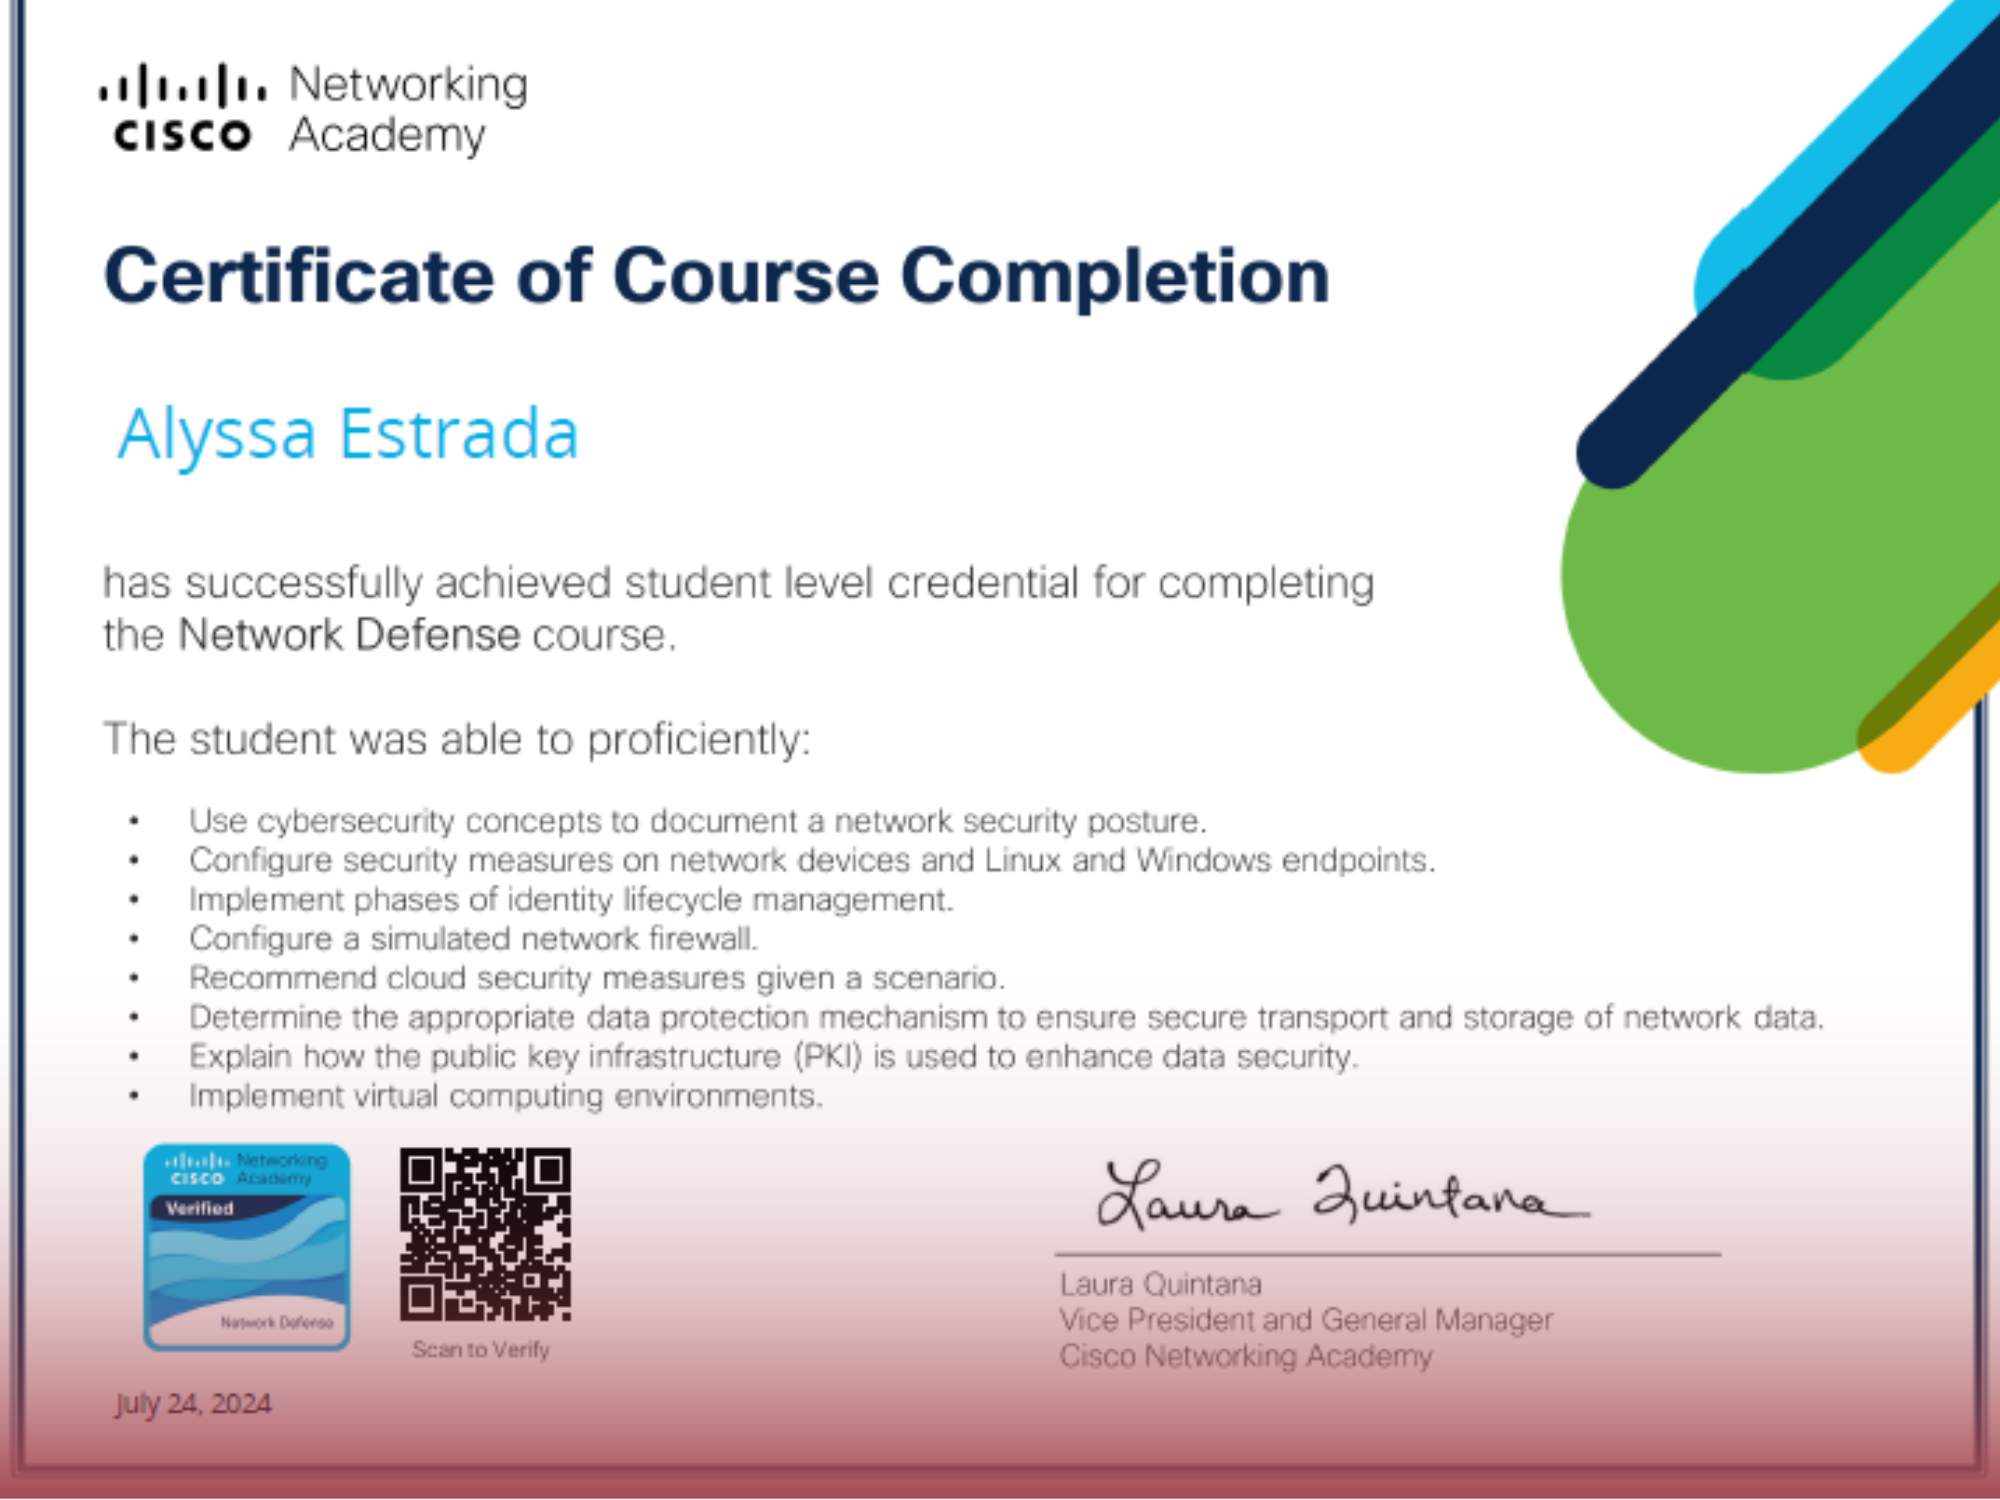 Networking
CISCO Academy
Certificate of Course Completion
Alyssa Estrada
has successfully achieved student level credential for completing
the Network Defense course.
The student was able to proficiently:
• Use cybersecurity concepts to document a network security posture.
• Configure security measures on network devices and Linux and Windows endpoints.
• Implement phases of identity lifecycle management.
• Configure a simulated network firewall.
• Recommend cloud security measures given a scenario.
• Determine the appropriate data protection mechanism to ensure secure transport and storage of network data.
• Explain how the public key infrastructure (PKI) is used to enhance data security.
• Implement virtual computing environments.
Networking
CISCO Academy
Verified
Network Defense
Scan to Verify
Laura Quintana
Laura Quintana
Vice President and General Manager
Cisco Networking Academy
July 24, 2024